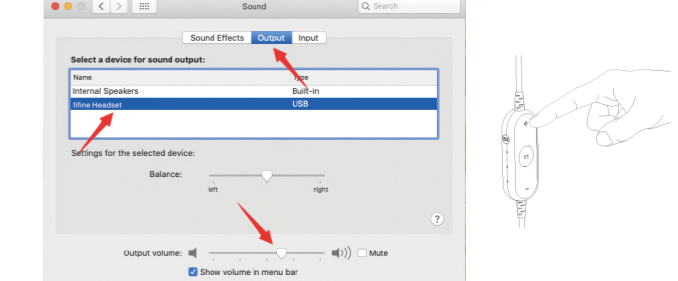 Sound
Search
Sound Effects Output Input
Select a device for sound output:
Name Type
Internal Speakers Built-in
fifine Headset USB
Settings for the selected device:
Balance:
left right
?
Output volume: Mute
Show volume in menu bar